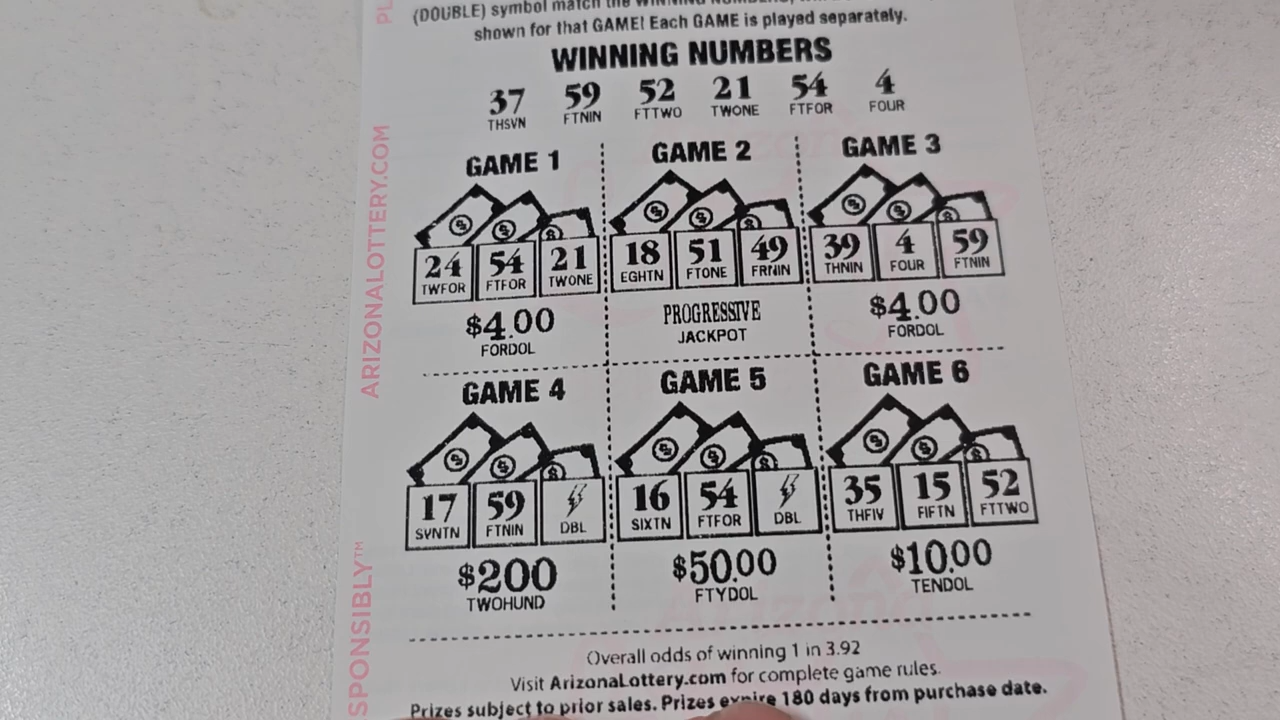 (DOUBLE) symbol match the WINNING NUMBERS,
shown for that GAME! Each GAME is played separately.
WINNING NUMBERS
37 59 52 21 54 4
THSVN FTNIN FTTWO TWONE FTFOR FOUR
GAME 1 GAME 2 GAME 3
24 54 21 18 51 49 39 4 59
TWFOR FTFOR TWONE EGHTN FTONE FRNIN THNIN FOUR FTNIN
$4.00 PROGRESSIVE $4.00
FORDOL JACKPOT FORDOL
GAME 4 GAME 5 GAME 6
17 59 16 54 35 15 52
SVNTN FTNIN DBL SIXTN FTFOR DBL THFIV FIFTN FTTWO
$200 $50.00 $10.00
TWOHUND FTYDOL TENDOL
Overall odds of winning 1 in 3.92
Visit ArizonaLottery.com for complete game rules.
Prizes subject to prior sales. Prizes expire 180 days from purchase date.
PL
ARIZONALOTTERY.COM
SPONSIBLY™